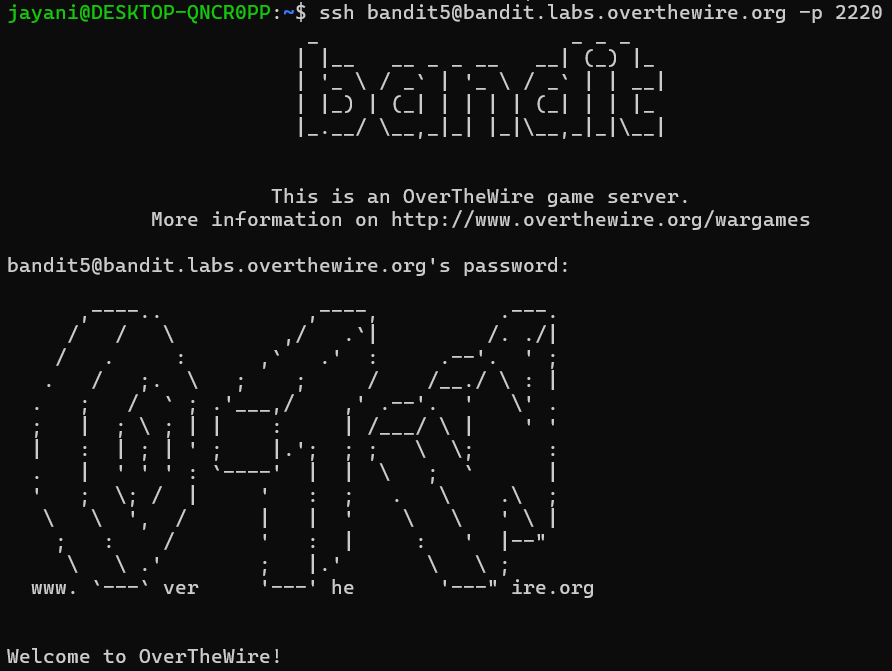 jayani@DESKTOP-QNCR0PP:~$ ssh bandit5@bandit.labs.overthewire.org -p 2220
bandit
This is an OverTheWire game server.
More information on http://www.overthewire.org/wargames
bandit5@bandit.labs.overthewire.org's password:
www. ver he ire.org
Welcome to OverTheWire!